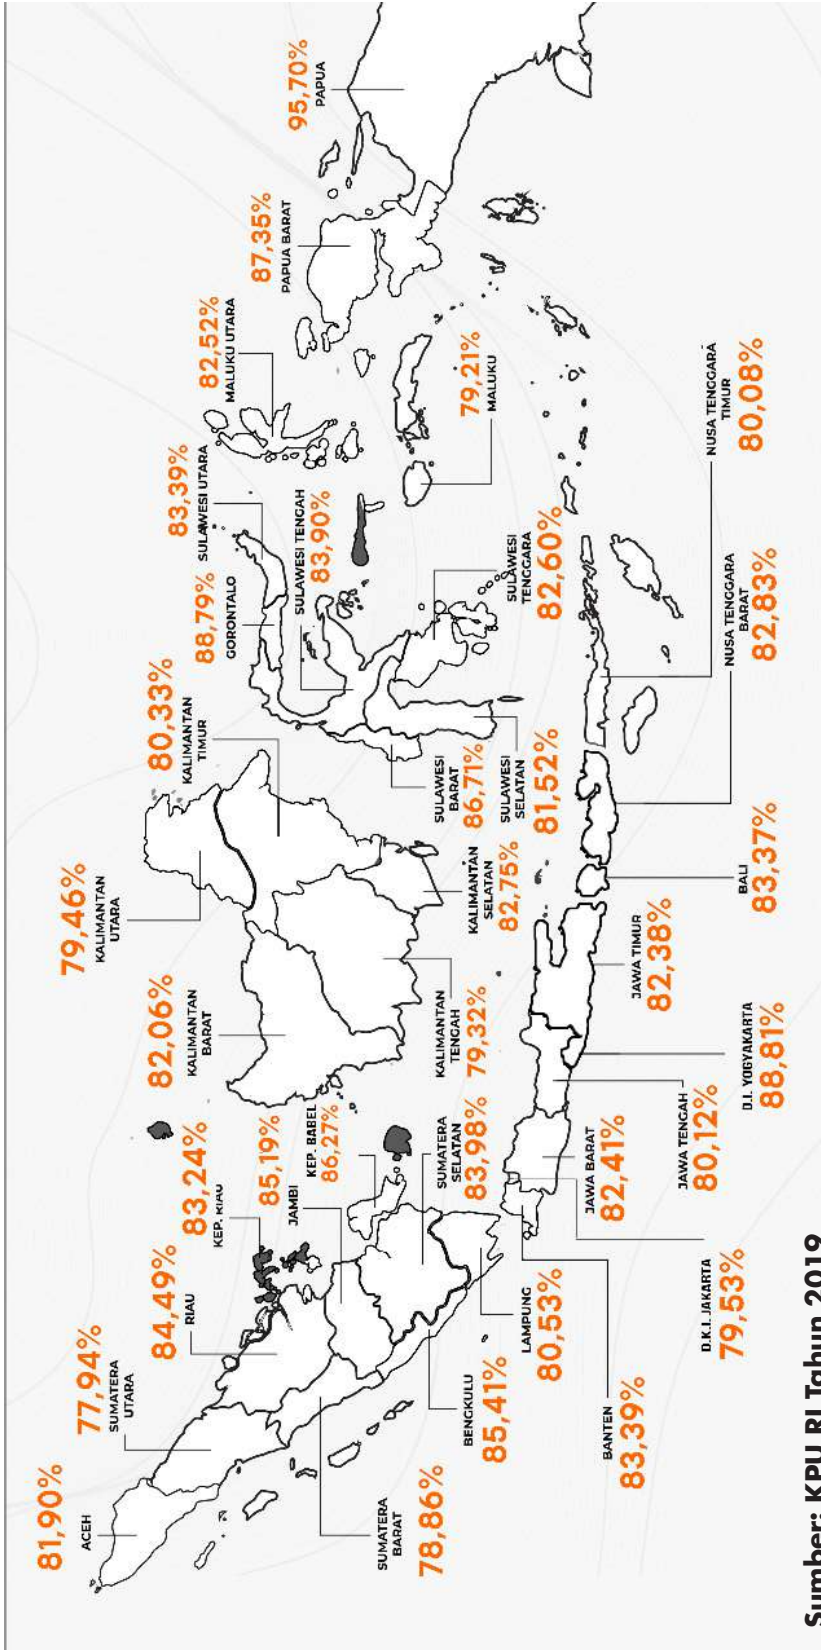 81,90%
ACEH
77,94%
SUMATERA
UTARA
84,49%
RIAU
83,24%
KEP. RIAU
85,19%
JAMBI
KEP. BABEL
86,27%
SUMATERA
SELATAN
83,98%
SUMATERA
BARAT
78,86%
BENGKULU
85,41%
LAMPUNG
80,53%
BANTEN
83,39%
D.K.I. JAKARTA
79,53%
JAWA BARAT
82,41%
JAWA TENGAH
80,12%
D.I. YOGYAKARTA
88,81%
JAWA TIMUR
82,38%
BALI
83,37%
82,06%
KALIMANTAN
BARAT
KALIMANTAN
TENGAH
79,32%
79,46%
KALIMANTAN
UTARA
KALIMANTAN
SELATAN
82,75%
80,33%
KALIMANTAN
TIMUR
SULAWESI
BARAT
86,71%
SULAWESI
SELATAN
81,52%
88,79%
GORONTALO
SULAWESI TENGAH
83,90%
83,39%
SULAWESI UTARA
SULAWESI
TENGGARA
82,60%
NUSA TENGGARA
BARAT
82,83%
NUSA TENGGARA
TIMUR
80,08%
82,52%
MALUKU UTARA
79,21%
MALUKU
87,35%
PAPUA BARAT
95,70%
PAPUA
Sumber: KPU RI Tahun 2019